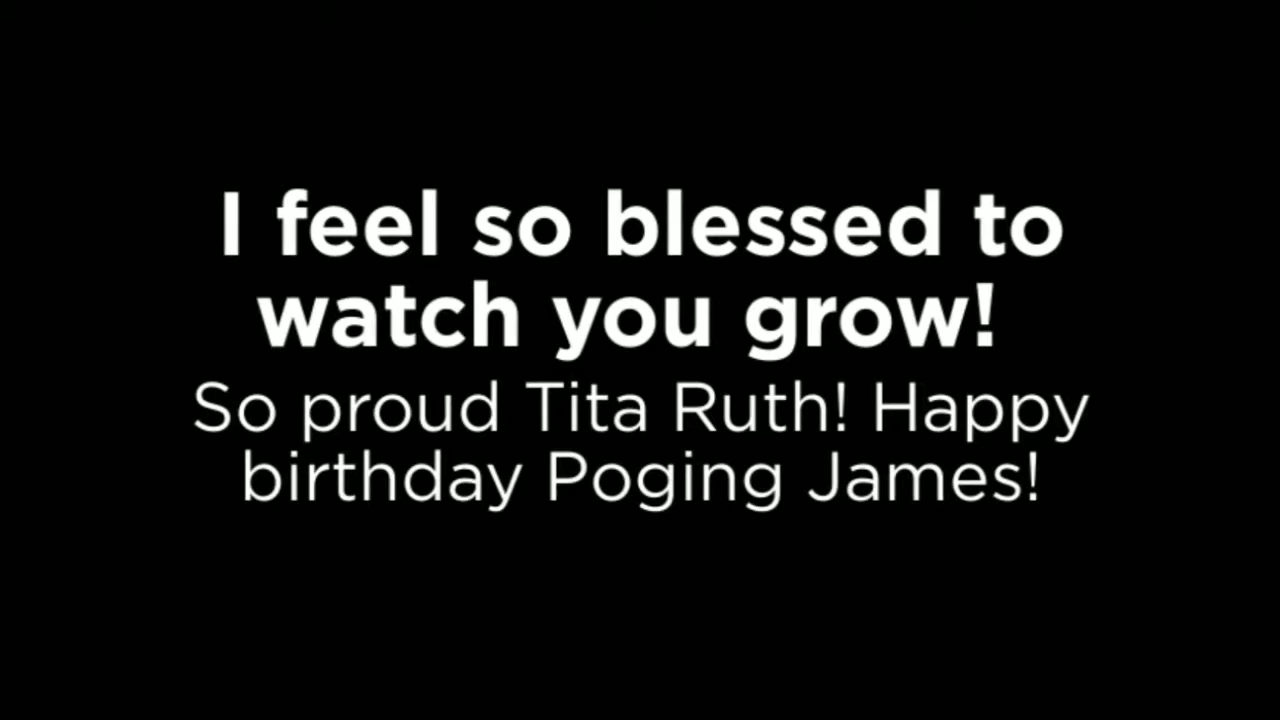 I feel so blessed to
watch you grow!
So proud Tita Ruth! Happy
birthday Poging James!